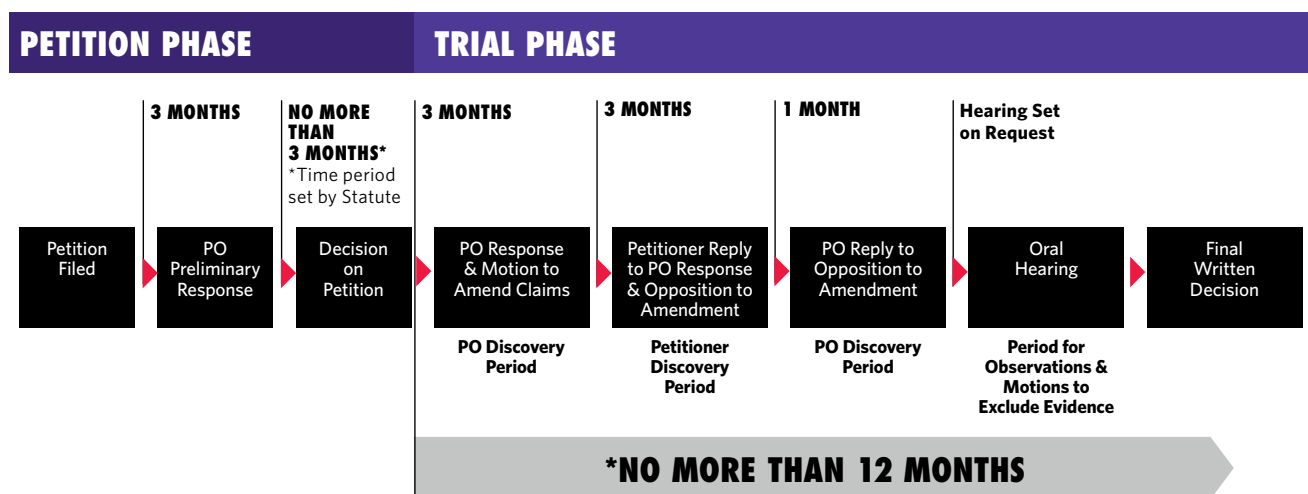 PETITION PHASE
TRIAL PHASE
3 MONTHS
NO MORE
THAN
3 MONTHS*
*Time period
set by Statute
3 MONTHS
3 MONTHS
1 MONTH
Hearing Set
on Request
Petition
Filed
PO
Preliminary
Response
Decision
on
Petition
PO Response
& Motion to
Amend Claims
Petitioner Reply
to PO Response
& Opposition to
Amendment
PO Reply to
Opposition to
Amendment
Oral
Hearing
Final
Written
Decision
PO Discovery
Period
Petitioner
Discovery
Period
PO Discovery
Period
Period for
Observations &
Motions to
Exclude Evidence
*NO MORE THAN 12 MONTHS